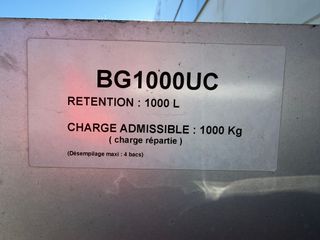 BG1000UC
RETENTION : 1000 L
CHARGE ADMISSIBLE : 1000 Kg
( charge répartie )
(Désempilage maxi : 4 bacs)